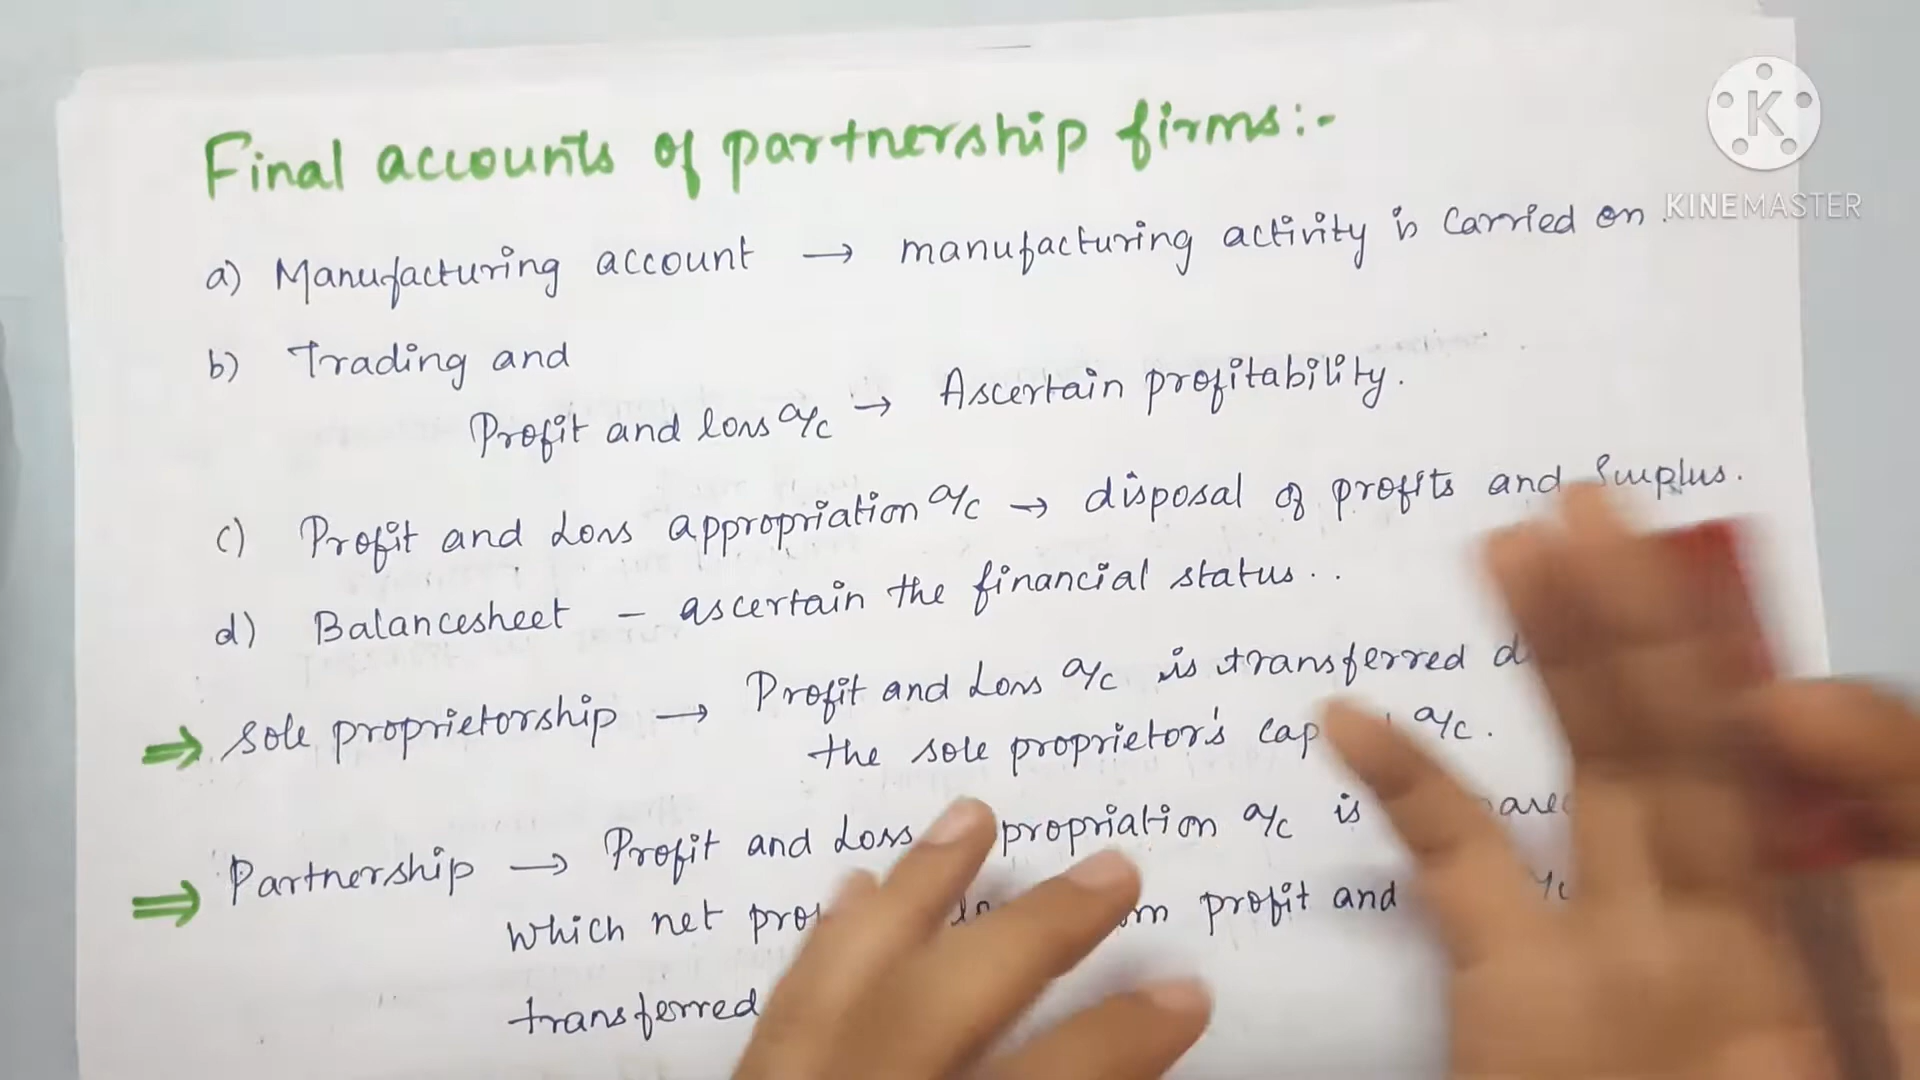 Final accounts of partnership firms:-
a) Manufacturing account → manufacturing activity is carried on.
b) Trading and
Profit and loss a/c → Ascertain profitability.
c) Profit and Loss appropriation a/c → disposal of profits and Surplus.
d) Balancesheet - ascertain the financial status..
⇒ Sole proprietorship → Profit and Loss a/c is transferred
the sole proprietor's a/c.
⇒ Partnership → Profit and Loss a/c is
which net profit and
transferred
K
KINEMASTER